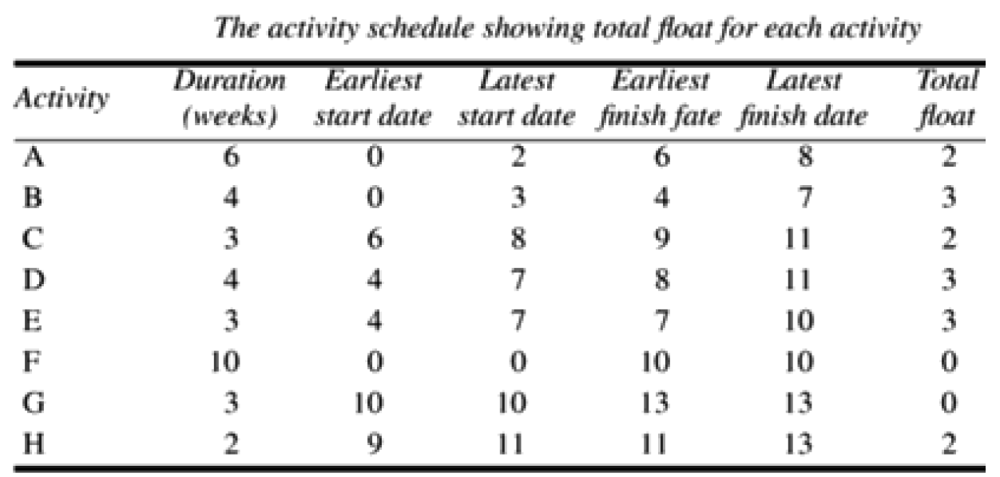 The activity schedule showing total float for each activity
Activity Duration (weeks) Earliest start date Latest start date Earliest finish fate Latest finish date Total float
A 6 0 2 6 8 2
B 4 0 3 4 7 3
C 3 6 8 9 11 2
D 4 4 7 8 11 3
E 3 4 7 7 10 3
F 10 0 0 10 10 0
G 3 10 10 13 13 0
H 2 9 11 11 13 2